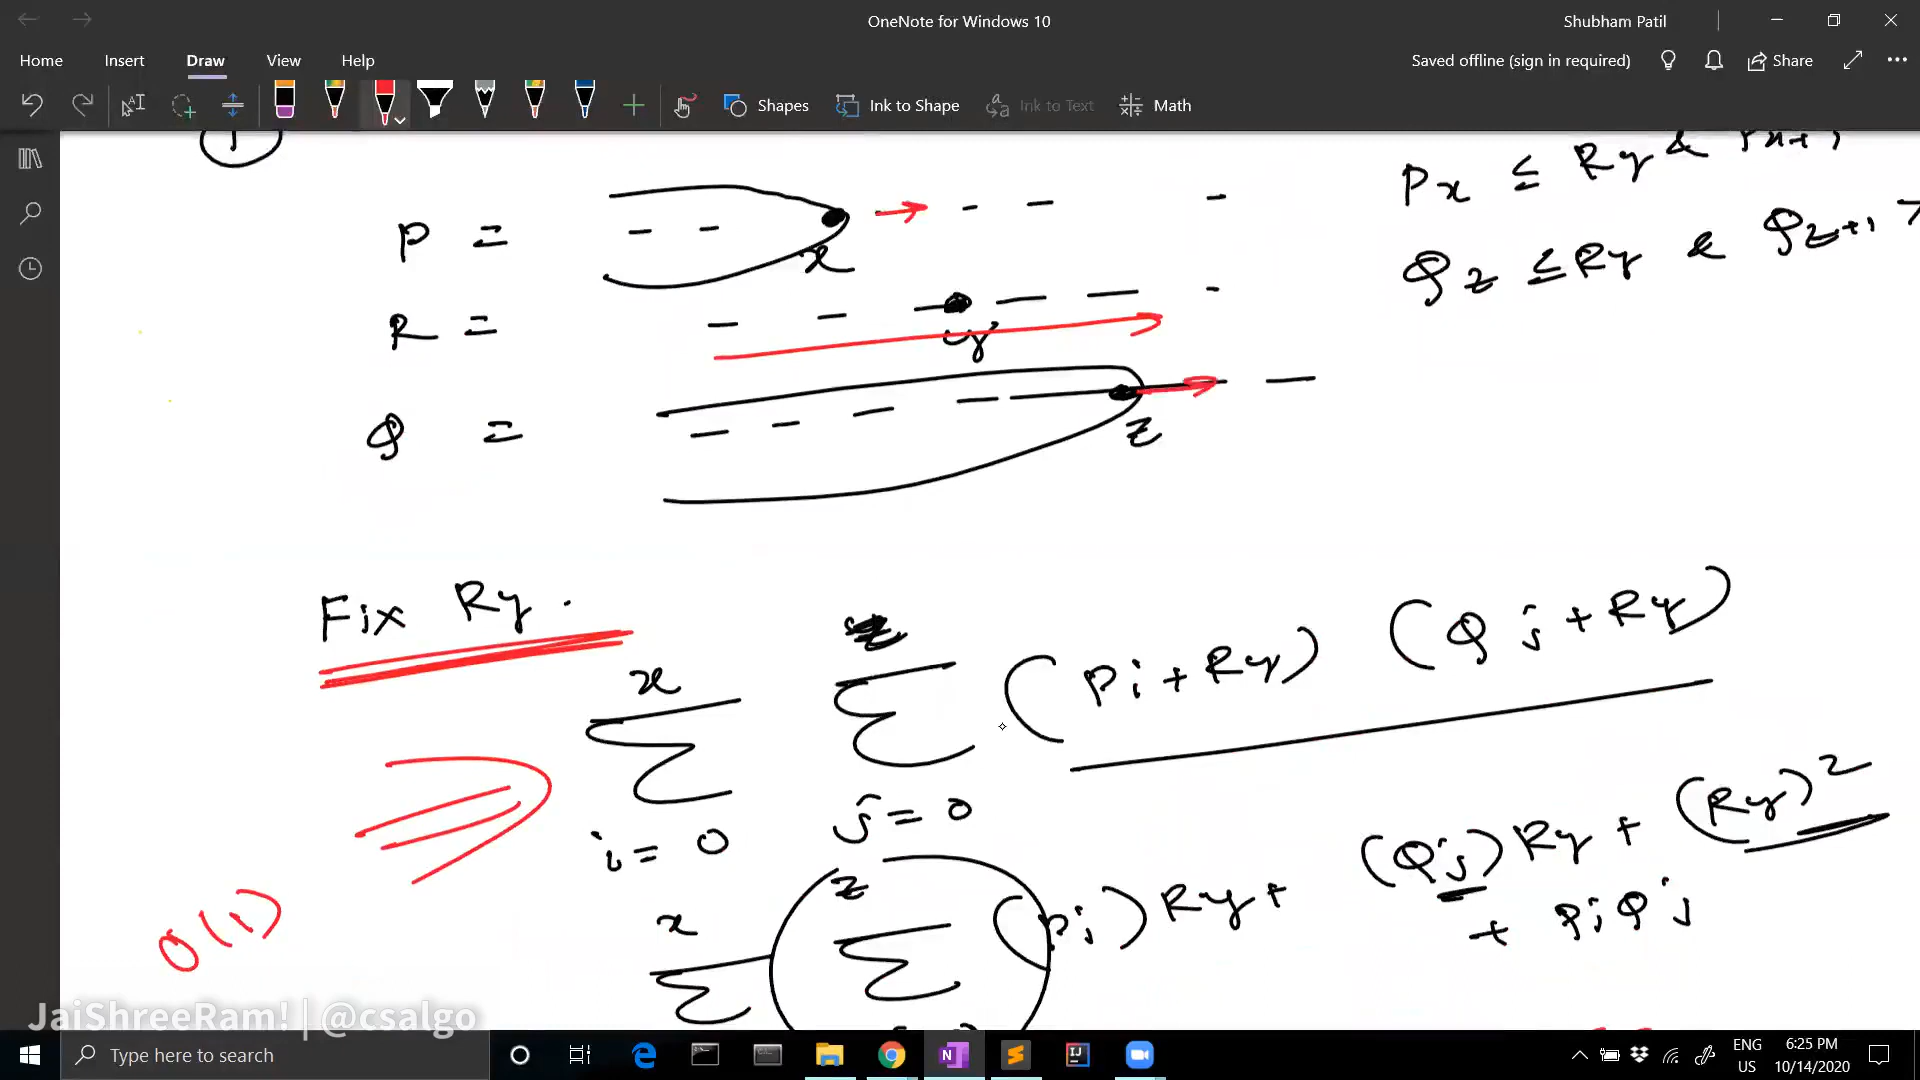 OneNote for Windows 10
Shubham Patil
Home Insert Draw View Help
Saved offline (sign in required)
Share
Shapes
Ink to Shape
Ink to Text
Math
1
P =
x
Px ≤ Ry &
R =
y
Qz ≤ Ry & Qz+1 >
Q =
z
Fix Ry.
x
Σ
i = 0
z
Σ
j = 0
(Pi + Ry) (Qj + Ry)
O(1)
x
Σ
z
Σ
(Pi) Ry + (Qj) Ry + (Ry)2
+ PiQj
JaiShreeRam! | @csalgo
Type here to search
ENG
US
6:25 PM
10/14/2020